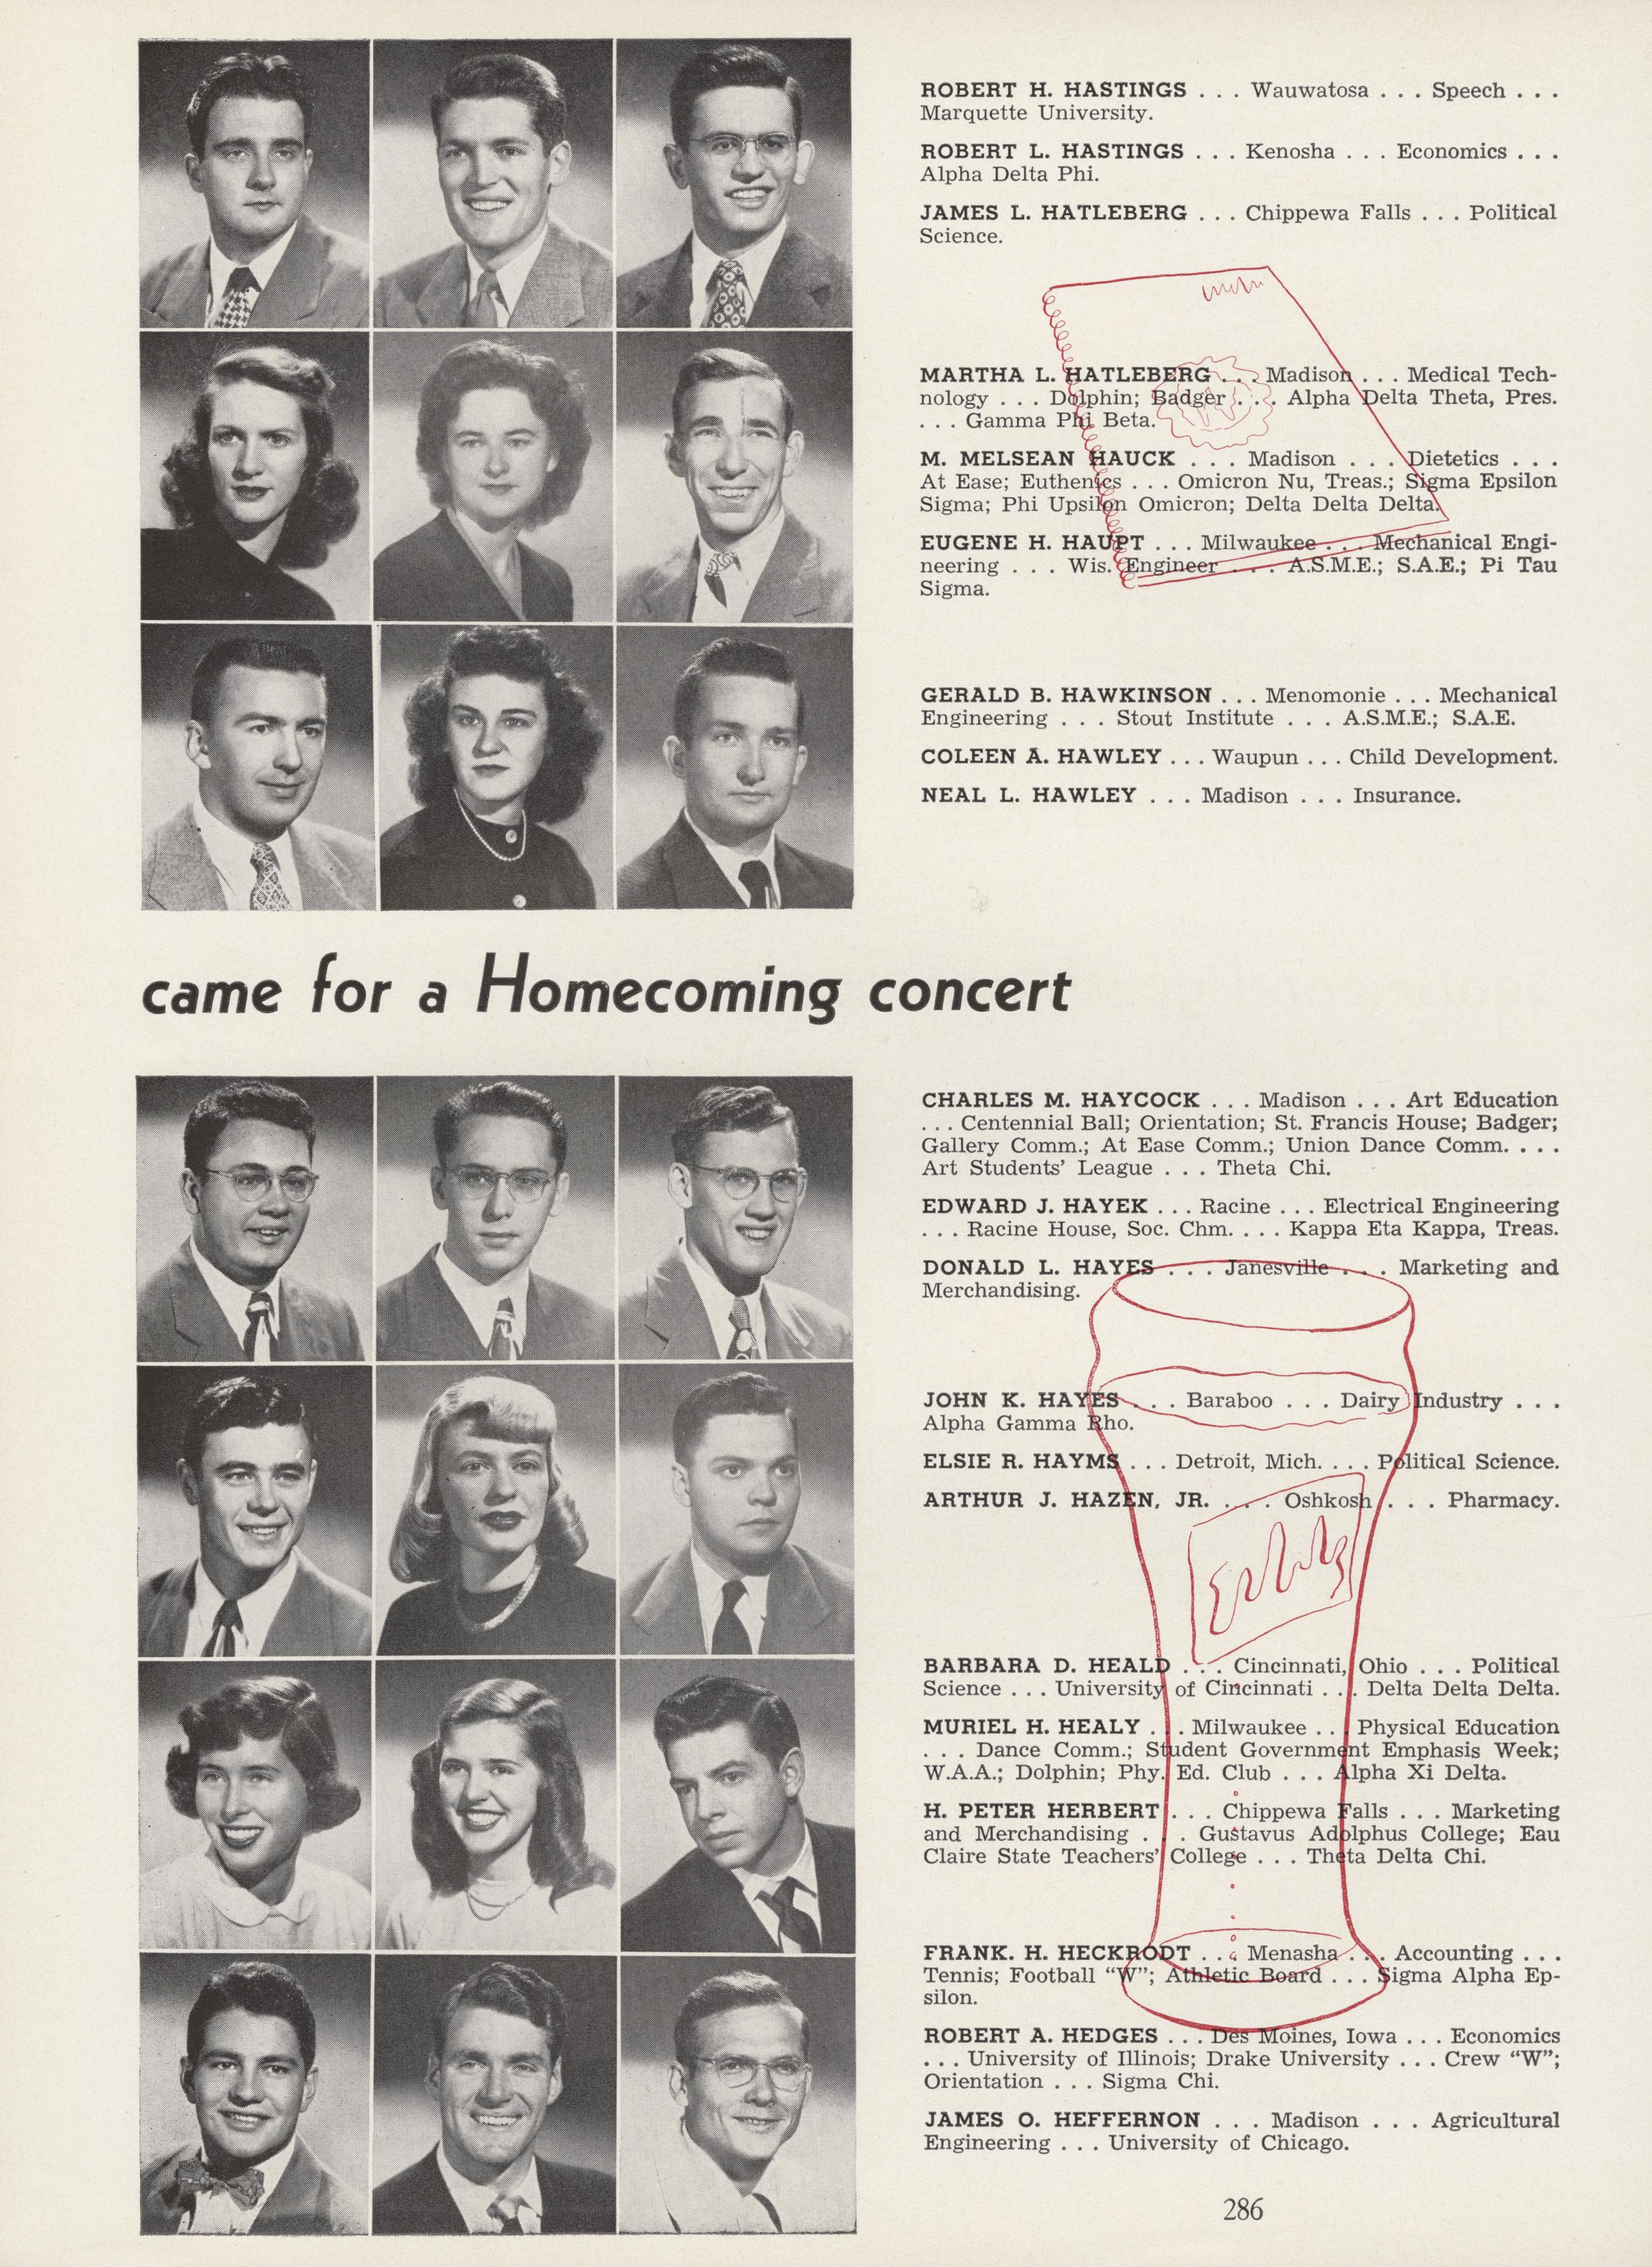 ROBERT H. HASTINGS . . . Wauwatosa . . . Speech . . .
Marquette University.
ROBERT L. HASTINGS . . . Kenosha . . . Economics . . .
Alpha Delta Phi.
JAMES L. HATLEBERG . . . Chippewa Falls . . . Political
Science.
MARTHA L. HATLEBERG . . . Madison . . . Medical Tech-
nology . . . Dolphin; Badger . . . Alpha Delta Theta, Pres.
. . . Gamma Phi Beta.
M. MELSEAN HAUCK . . . Madison . . . Dietetics . . .
At Ease; Euthenics . . . Omicron Nu, Treas.; Sigma Epsilon
Sigma; Phi Upsilon Omicron; Delta Delta Delta.
EUGENE H. HAUPT . . . Milwaukee . . . Mechanical Engi-
neering . . . Wis. Engineer . . . A.S.M.E.; S.A.E.; Pi Tau
Sigma.
GERALD B. HAWKINSON . . . Menomonie . . . Mechanical
Engineering . . . Stout Institute . . . A.S.M.E.; S.A.E.
COLEEN A. HAWLEY . . . Waupun . . . Child Development.
NEAL L. HAWLEY . . . Madison . . . Insurance.
came for a Homecoming concert
CHARLES M. HAYCOCK . . . Madison . . . Art Education
. . . Centennial Ball; Orientation; St. Francis House; Badger;
Gallery Comm.; At Ease Comm.; Union Dance Comm. . . .
Art Students' League . . . Theta Chi.
EDWARD J. HAYEK . . . Racine . . . Electrical Engineering
. . . Racine House, Soc. Chm. . . . Kappa Eta Kappa, Treas.
DONALD L. HAYES . . . Janesville . . . Marketing and
Merchandising.
JOHN K. HAYES . . . Baraboo . . . Dairy Industry . . .
Alpha Gamma Rho.
ELSIE R. HAYMS . . . Detroit, Mich. . . . Political Science.
ARTHUR J. HAZEN, JR. . . . Oshkosh . . . Pharmacy.
BARBARA D. HEALD . . . Cincinnati, Ohio . . . Political
Science . . . University of Cincinnati . . . Delta Delta Delta.
MURIEL H. HEALY . . . Milwaukee . . . Physical Education
. . . Dance Comm.; Student Government Emphasis Week;
W.A.A.; Dolphin; Phy. Ed. Club . . . Alpha Xi Delta.
H. PETER HERBERT . . . Chippewa Falls . . . Marketing
and Merchandising . . . Gustavus Adolphus College; Eau
Claire State Teachers' College . . . Theta Delta Chi.
FRANK. H. HECKRODT . . . Menasha . . . Accounting . . .
Tennis; Football "W"; Athletic Board . . . Sigma Alpha Ep-
silon.
ROBERT A. HEDGES . . . Des Moines, Iowa . . . Economics
. . . University of Illinois; Drake University . . . Crew "W";
Orientation . . . Sigma Chi.
JAMES O. HEFFERNON . . . Madison . . . Agricultural
Engineering . . . University of Chicago.
286